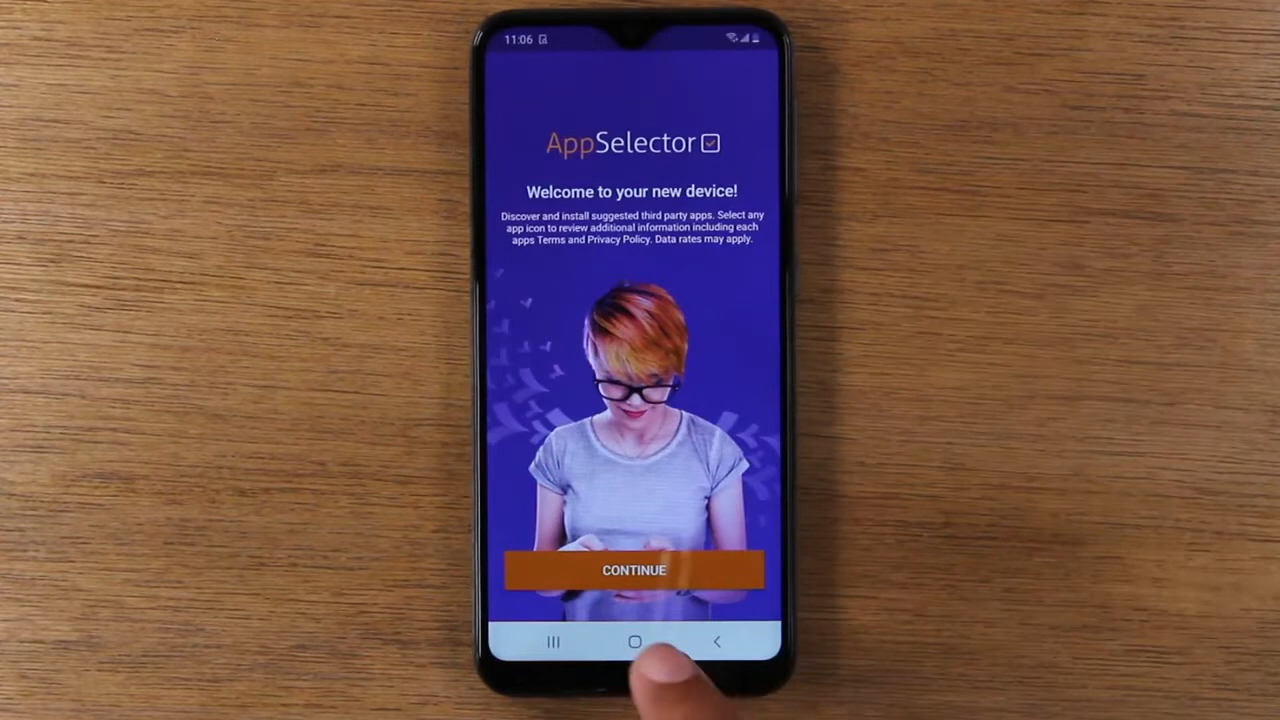 11:06
AppSelector
Welcome to your new device!
Discover and install suggested third party apps. Select any
app icon to review additional information including each
apps Terms and Privacy Policy. Data rates may apply.
CONTINUE